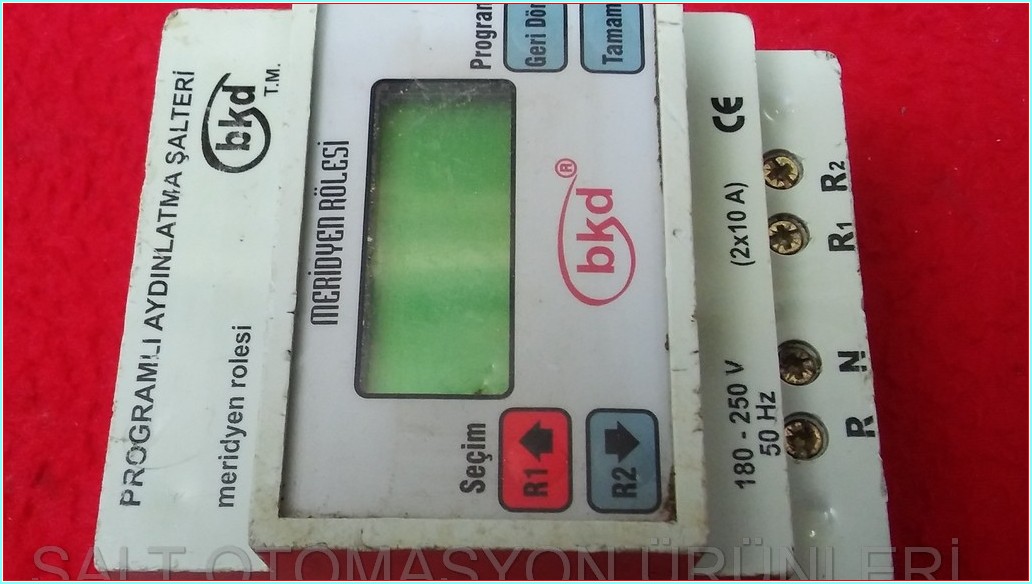 PROGRAMLI AYDINLATMA ŞALTERİ
meridyen rolesi
bkd
T.M.
MERİDYEN RÖLESİ
Seçim
R1
R2
Program
Geri Dön
Tamam
bkd®
180 - 250 V
50 Hz
(2x10 A)
CE
R N R1 R2
SALT OTOMASYON ÜRÜNLERİ